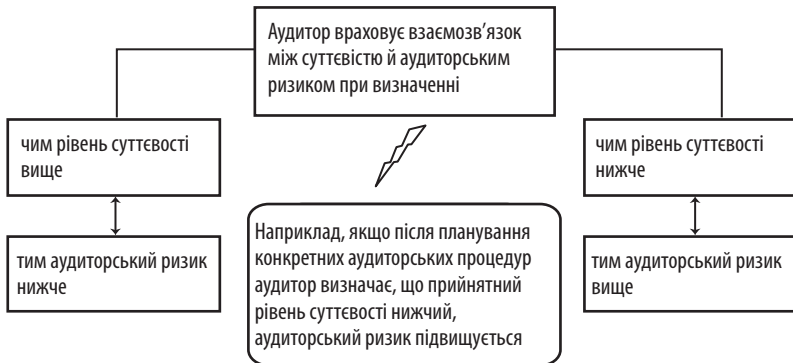 Аудитор враховує взаємозв’язок
між суттєвістю й аудиторським
ризиком при визначенні
чим рівень суттєвості
вище
тим аудиторський ризик
нижче
Наприклад, якщо після планування
конкретних аудиторських процедур
аудитор визначає, що прийнятний
рівень суттєвості нижчий,
аудиторський ризик підвищується
чим рівень суттєвості
нижче
тим аудиторський ризик
вище